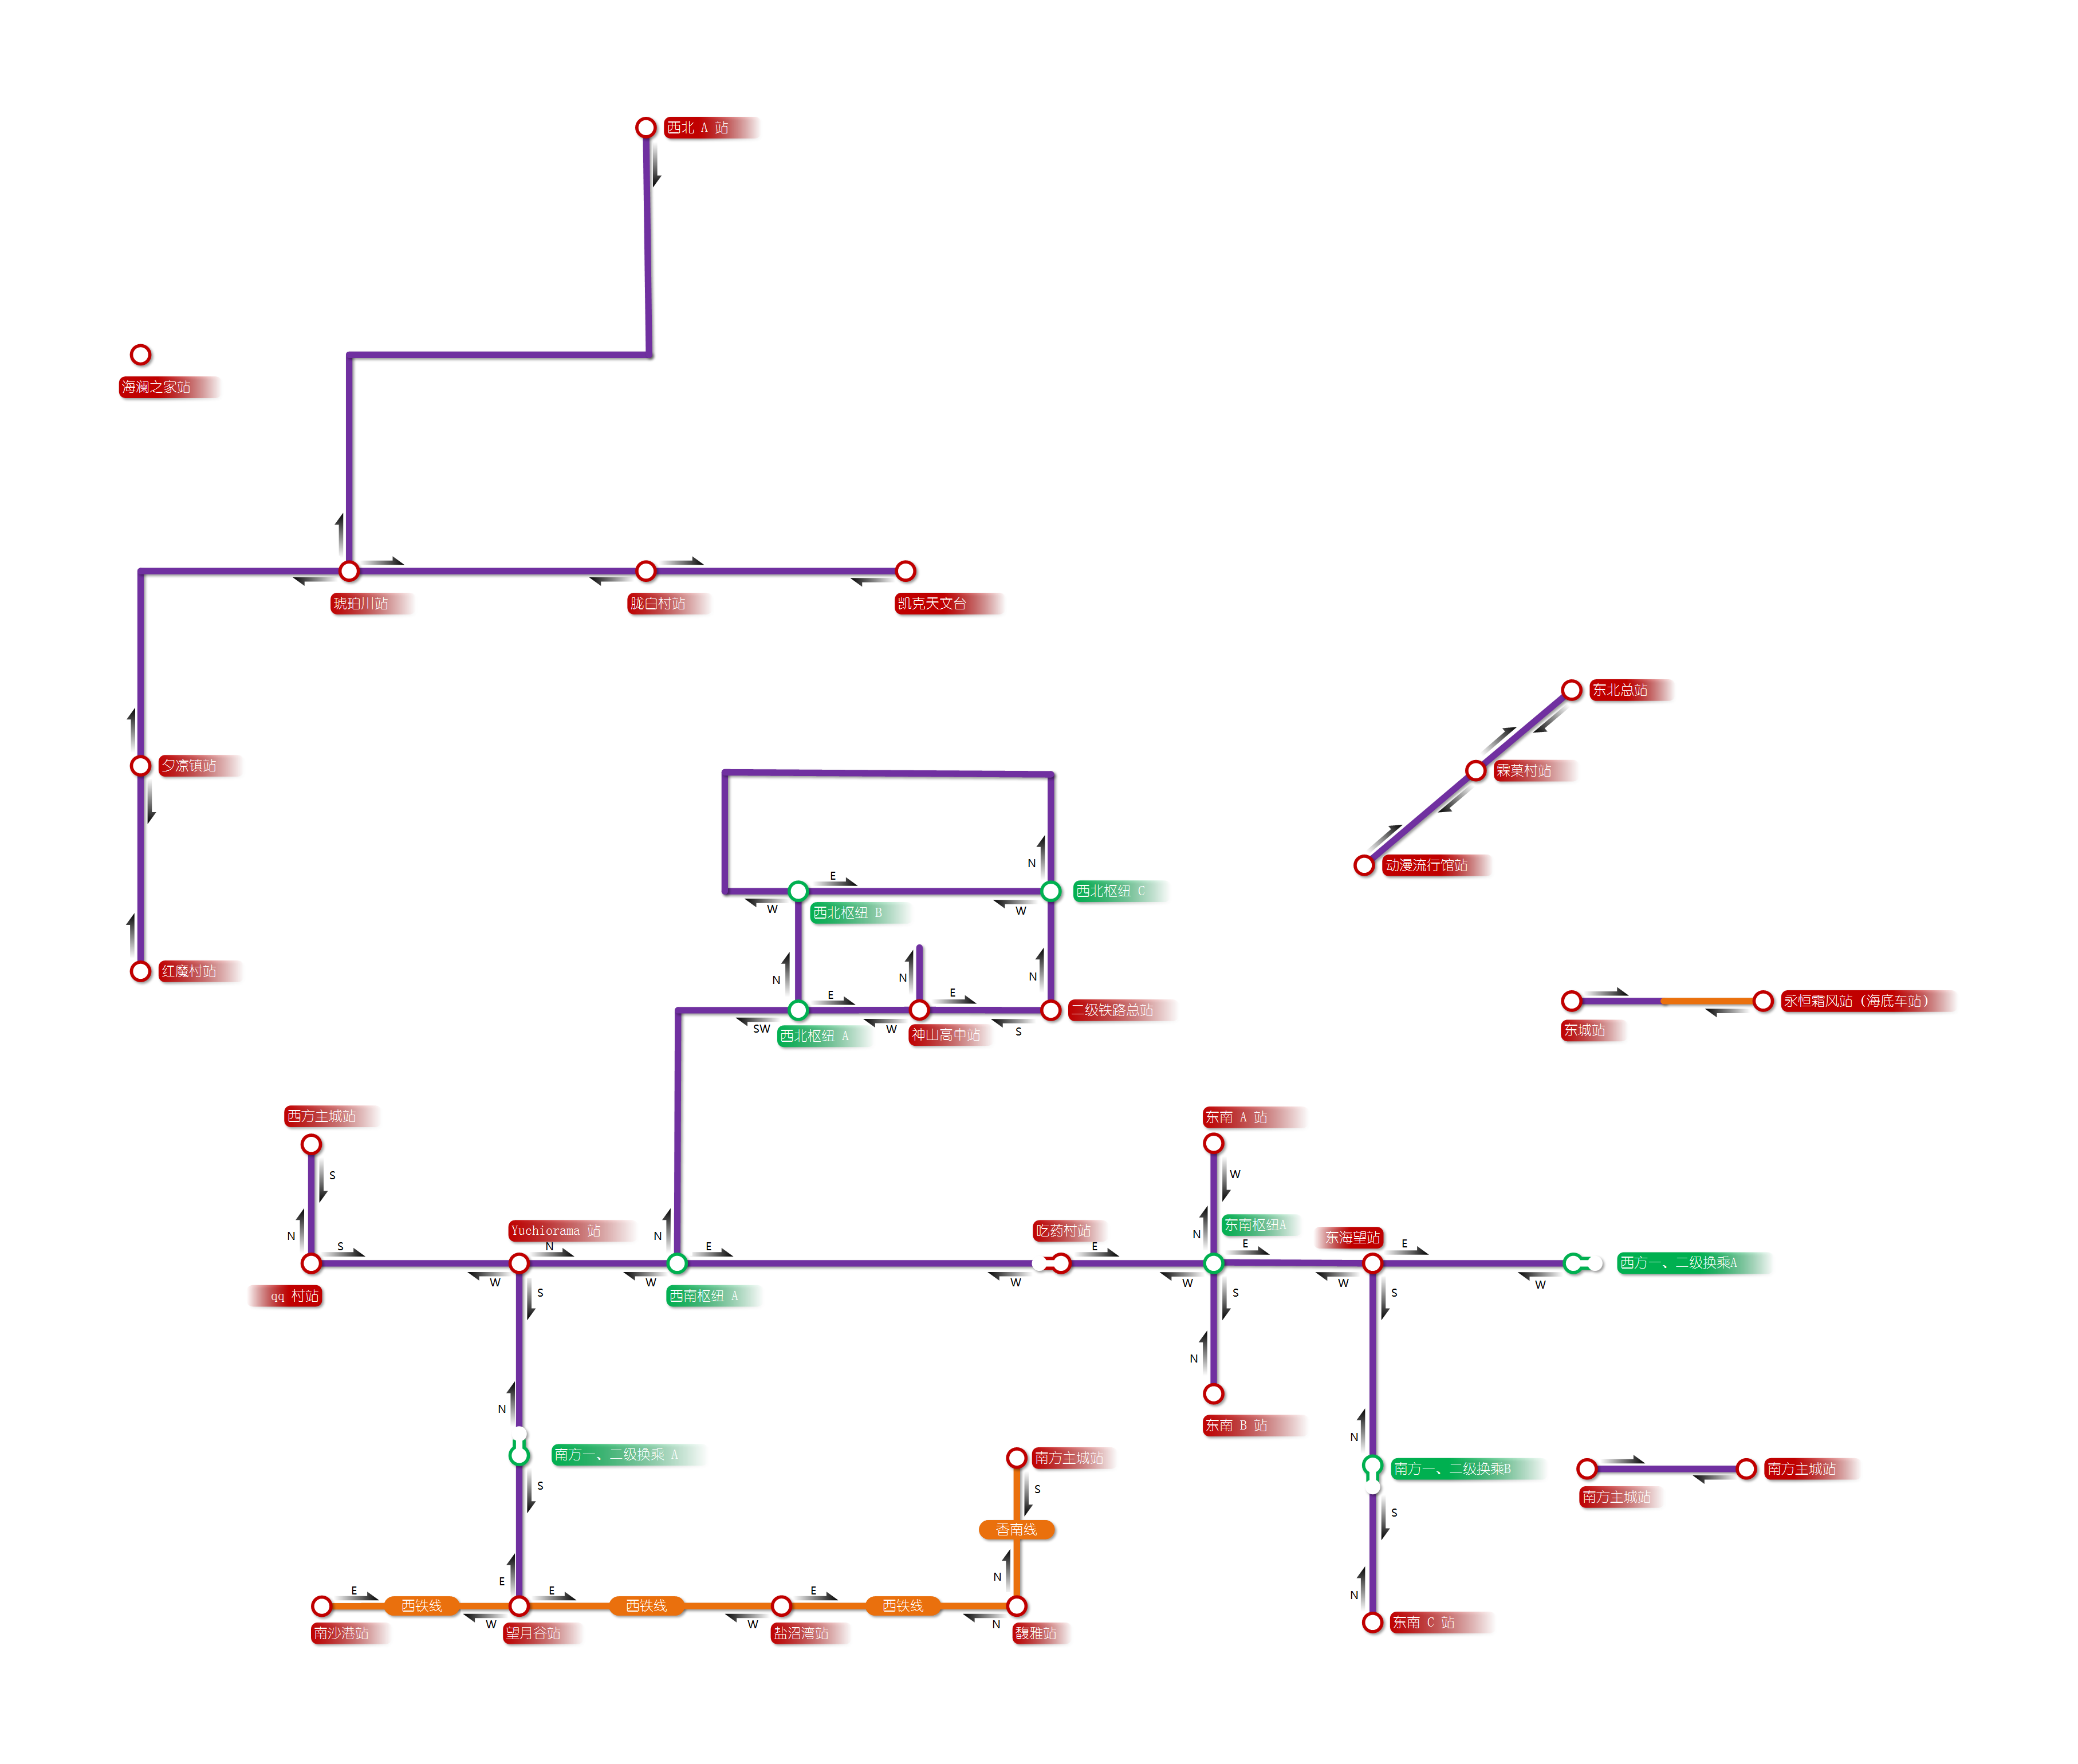 西北 A 站
海澜之家站
琥珀川站
胧白村站
凯克天文台
东北总站
夕凉镇站
霖菓村站
动漫流行馆站
N
E
西北枢纽 C
W
W
西北枢纽 B
红魔村站
N
N
N
E
E
永恒霜风站（海底车站）
二级铁路总站
SW
W
S
东城站
西北枢纽 A
神山高中站
西方主城站
东南 A 站
S
W
东南枢纽A
Yuchiorama 站
吃药村站
东海望站
N
N
N
S
N
E
E
E
E
西方一、二级换乘A
W
W
W
W
W
W
qq 村站
西南枢纽 A
S
S
S
N
N
东南 B 站
N
N
南方一、二级换乘 A
南方主城站
南方一、二级换乘B
南方主城站
S
S
南方主城站
S
香南线
N
E
E
E
E
N
西铁线
西铁线
西铁线
W
W
N
东南 C 站
南沙港站
望月谷站
盐沼湾站
馥雅站